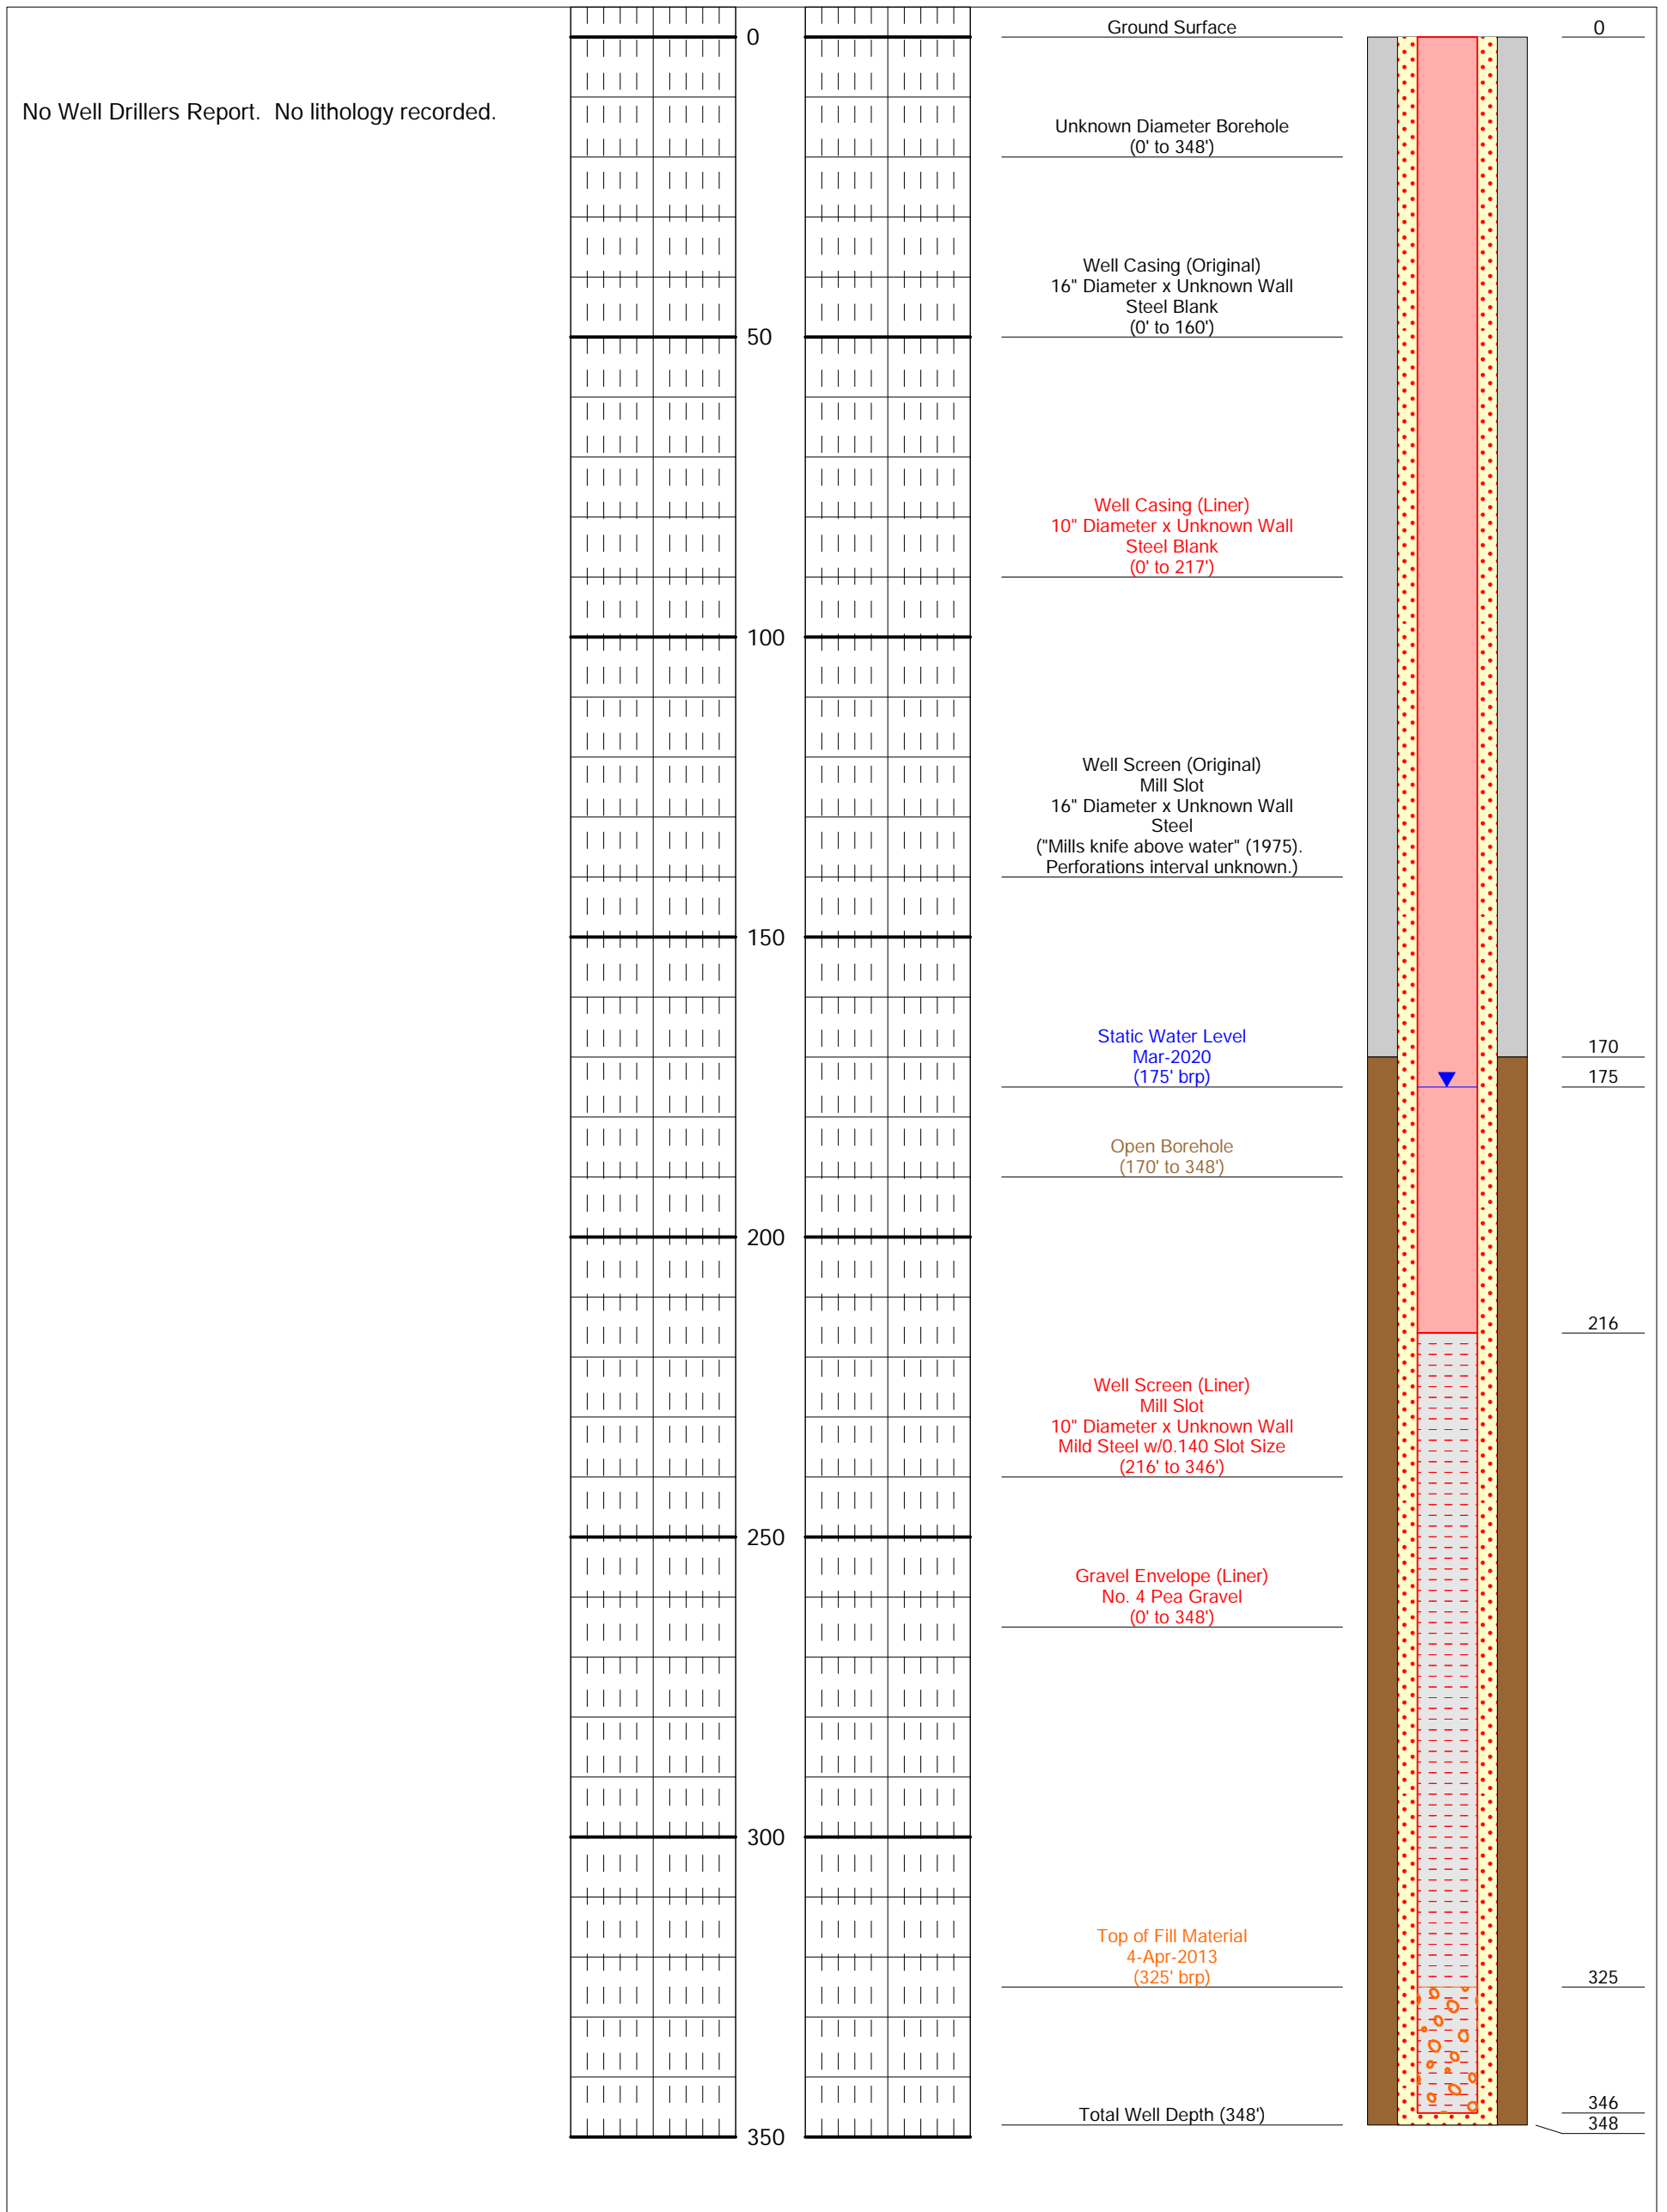 No Well Drillers Report. No lithology recorded.
0
50
100
150
200
250
300
350
Ground Surface
Unknown Diameter Borehole
(0' to 348')
Well Casing (Original)
16" Diameter x Unknown Wall
Steel Blank
(0' to 160')
Well Casing (Liner)
10" Diameter x Unknown Wall
Steel Blank
(0' to 217')
Well Screen (Original)
Mill Slot
16" Diameter x Unknown Wall
Steel
("Mills knife above water" (1975).
Perforations interval unknown.)
Static Water Level
Mar-2020
(175' brp)
Open Borehole
(170' to 348')
Well Screen (Liner)
Mill Slot
10" Diameter x Unknown Wall
Mild Steel w/0.140 Slot Size
(216' to 346')
Gravel Envelope (Liner)
No. 4 Pea Gravel
(0' to 348')
Top of Fill Material
4-Apr-2013
(325' brp)
Total Well Depth (348')
0
170
175
216
325
346
348